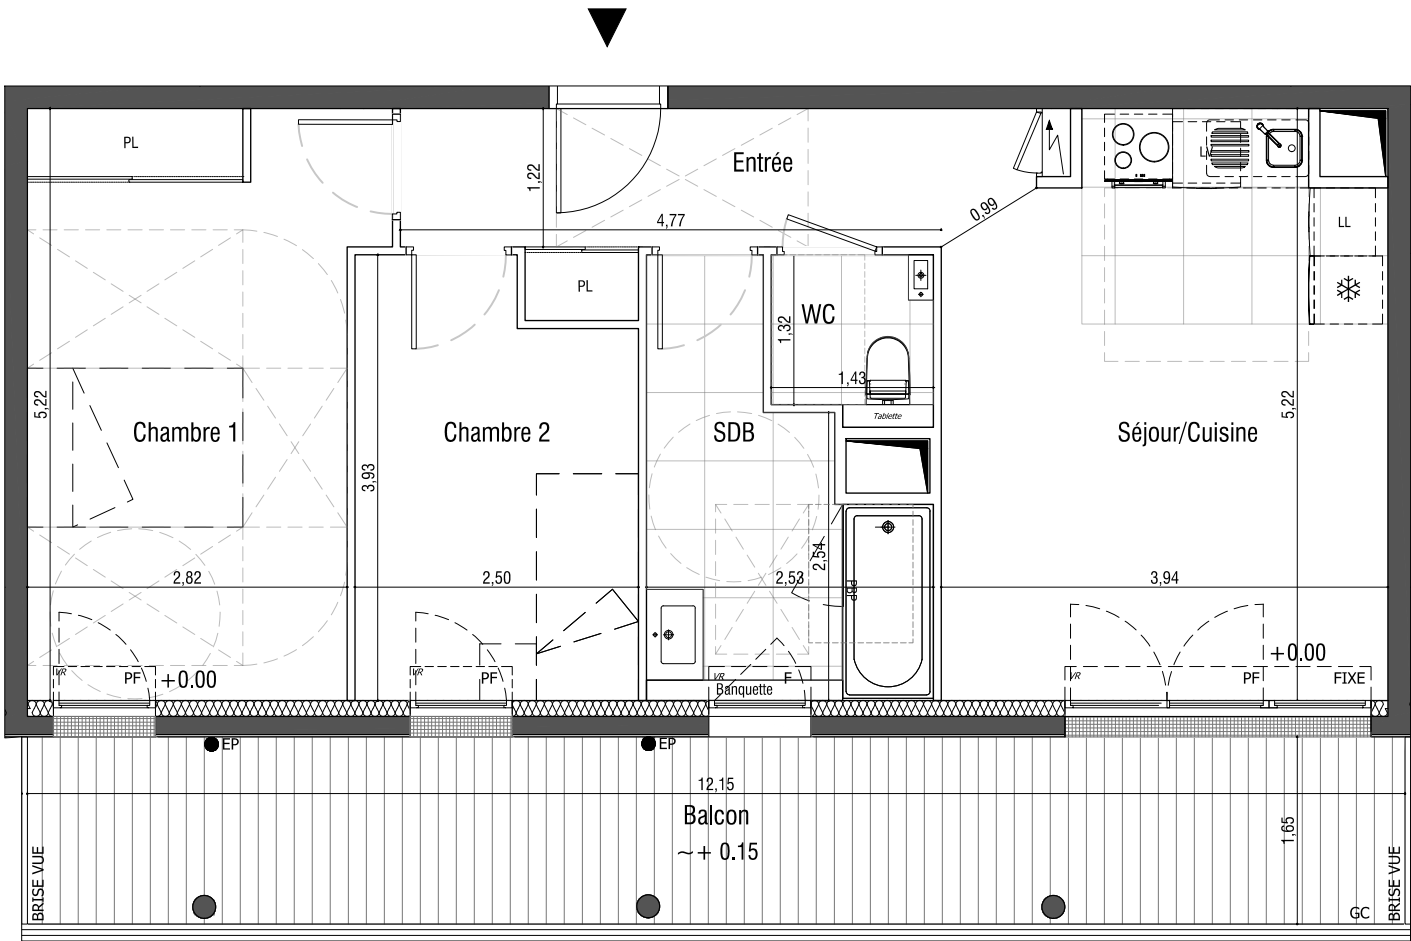 PL
Entrée
1,22
4,77
0,99
LV
LL
PL
WC
1,32
1,43
Tablette
5,22
Chambre 1
3,93
Chambre 2
SDB
Séjour/Cuisine
5,22
2,82
2,50
2,53
2,54
PBP
3,94
VR
PF
+0.00
VR
PF
VR
F
Banquette
VR
PF
+0.00
FIXE
EP
EP
12,15
Balcon
~+ 0.15
1,65
BRISE VUE
GC
BRISE VUE